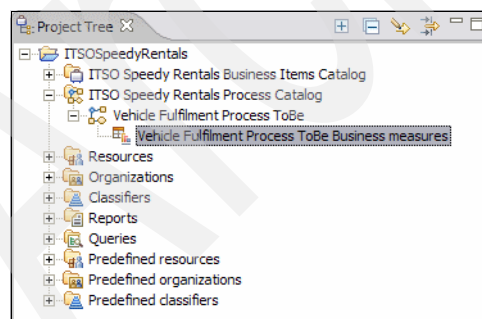 Project Tree
ITSOSpeedyRentals
ITSO Speedy Rentals Business Items Catalog
ITSO Speedy Rentals Process Catalog
Vehicle Fulfilment Process ToBe
Vehicle Fulfilment Process ToBe Business measures
Resources
Organizations
Classifiers
Reports
Queries
Predefined resources
Predefined organizations
Predefined classifiers